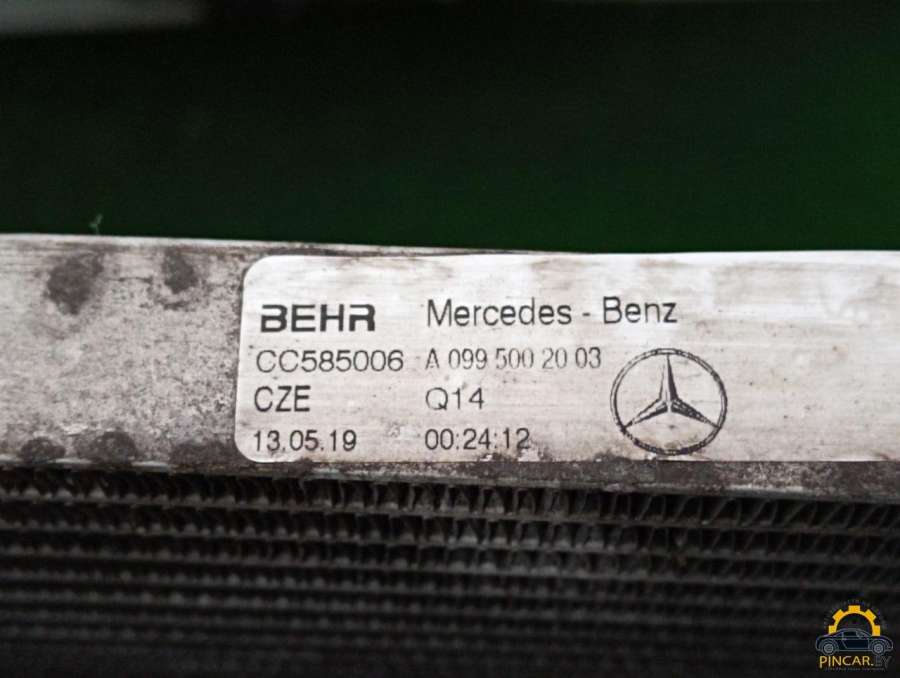 BEHR Mercedes - Benz
CC585006 A 099 500 20 03
CZE Q14
13.05.19 00:24:12
PINCAR.BY